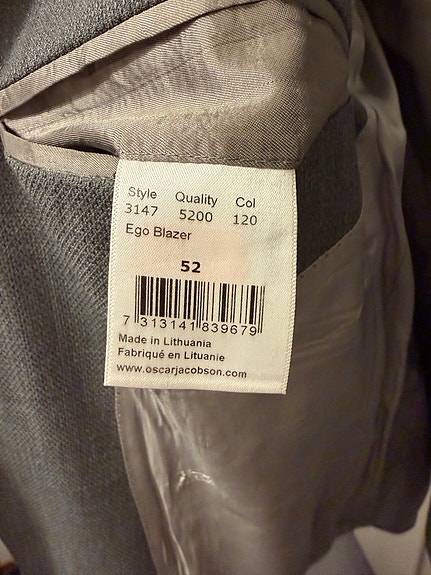 Style Quality Col
3147 5200 120
Ego Blazer
52
7 313141 839679
Made in Lithuania
Fabriqué en Lituanie
www.oscarjacobson.com